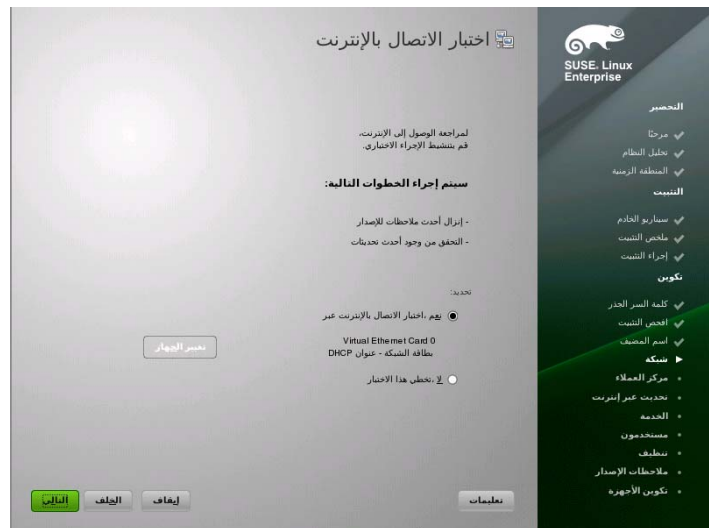 SUSE. Linux
Enterprise
التحضير
مرحبًا
تحليل النظام
المنطقة الزمنية
التثبيت
سيناريو الخادم
ملخص التثبيت
إجراء التثبيت
تكوين
كلمة السر الجذر
افحص التثبيت
اسم المضيف
شبكة
مركز العملاء
تحديث عبر إنترنت
الخدمة
مستخدمون
تنظيف
ملاحظات الإصدار
تكوين الأجهزة
اختبار الاتصال بالإنترنت
لمراجعة الوصول إلى الإنترنت،
قم بتنشيط الإجراء الاختباري.
سيتم إجراء الخطوات التالية:
- إنزال أحدث ملاحظات للإصدار
- التحقق من وجود أحدث تحديثات
تحديد:
نعم ،اختبار الاتصال بالإنترنت عبر
Virtual Ethernet Card 0
بطاقة الشبكة - عنوان DHCP
تغيير الجهاز
لا ،تخطي هذا الاختبار
تعليمات
إيقاف
الخلف
التالي